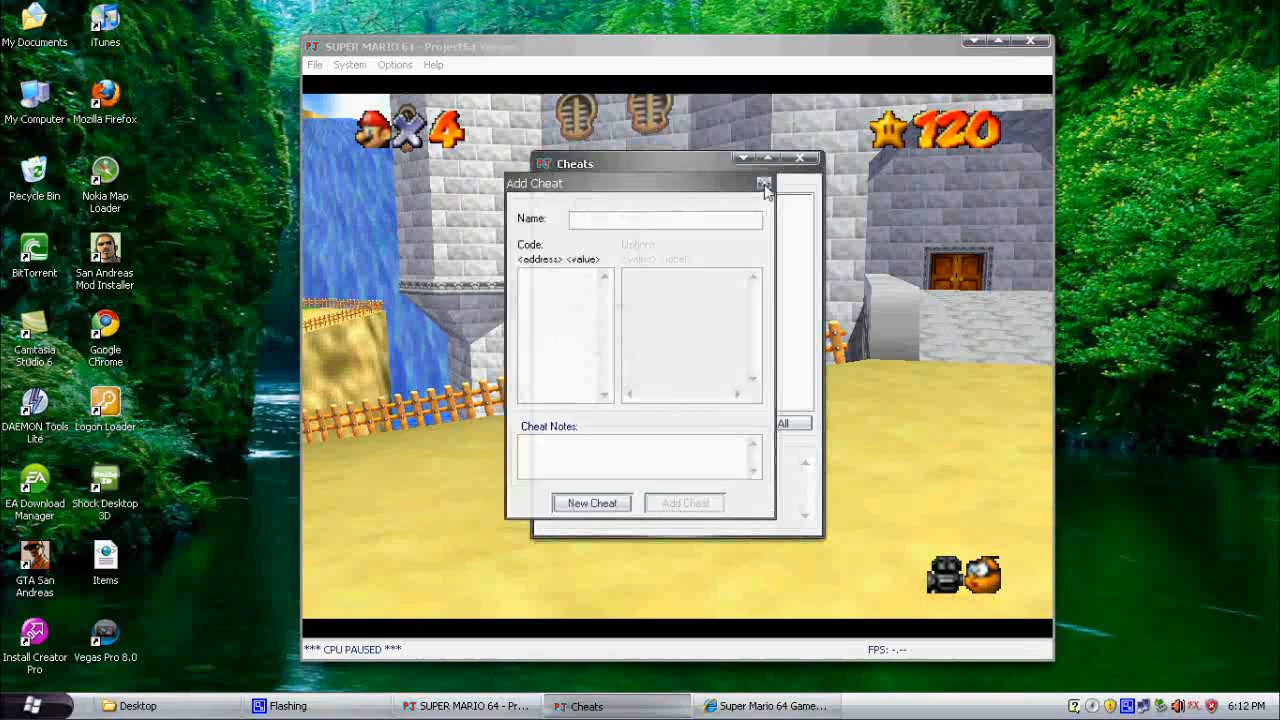 My Documents
iTunes
My Computer
Mozilla Firefox
Recycle Bin
Nokia Map Loader
BitTorrent
San Andreas Mod Installer
Camtasia Studio 6
Google Chrome
DAEMON Tools Lite
EA Download Manager
Shock Desktop 3D
GTA San Andreas
Items
Install Creator Pro
Vegas Pro 8.0
SUPER MARIO 64 - Project64
File System Options Help
4
120
Cheats
Add Cheat
Name:
Code: Options
<address> <value> <value> <label>
All
Cheat Notes:
New Cheat Add Cheat
*** CPU PAUSED *** FPS: -.--
Desktop
Flashing
SUPER MARIO 64 - Pr...
Cheats
Super Mario 64 Game...
6:12 PM